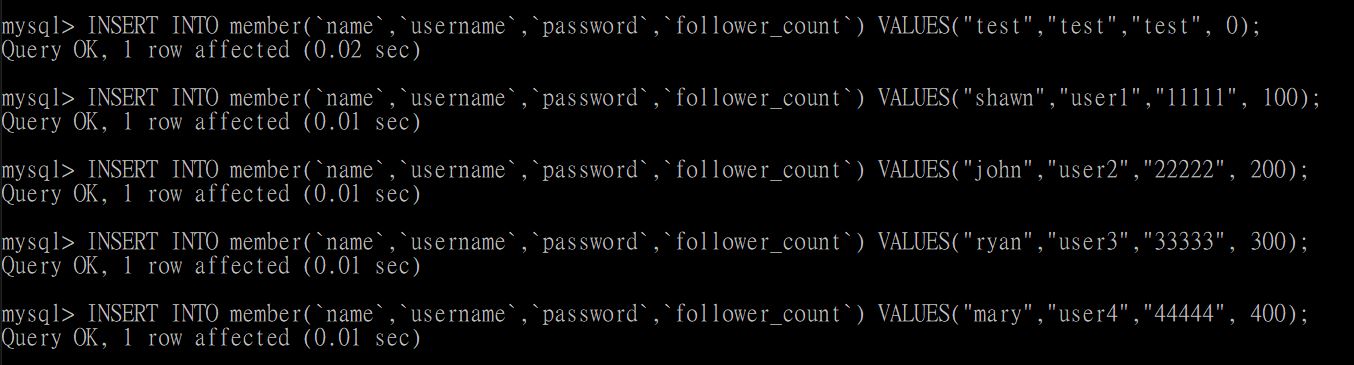 mysql> INSERT INTO member(`name`,`username`,`password`,`follower_count`) VALUES("test","test","test", 0);
Query OK, 1 row affected (0.02 sec)
mysql> INSERT INTO member(`name`,`username`,`password`,`follower_count`) VALUES("shawn","user1","11111", 100);
Query OK, 1 row affected (0.01 sec)
mysql> INSERT INTO member(`name`,`username`,`password`,`follower_count`) VALUES("john","user2","22222", 200);
Query OK, 1 row affected (0.01 sec)
mysql> INSERT INTO member(`name`,`username`,`password`,`follower_count`) VALUES("ryan","user3","33333", 300);
Query OK, 1 row affected (0.01 sec)
mysql> INSERT INTO member(`name`,`username`,`password`,`follower_count`) VALUES("mary","user4","44444", 400);
Query OK, 1 row affected (0.01 sec)